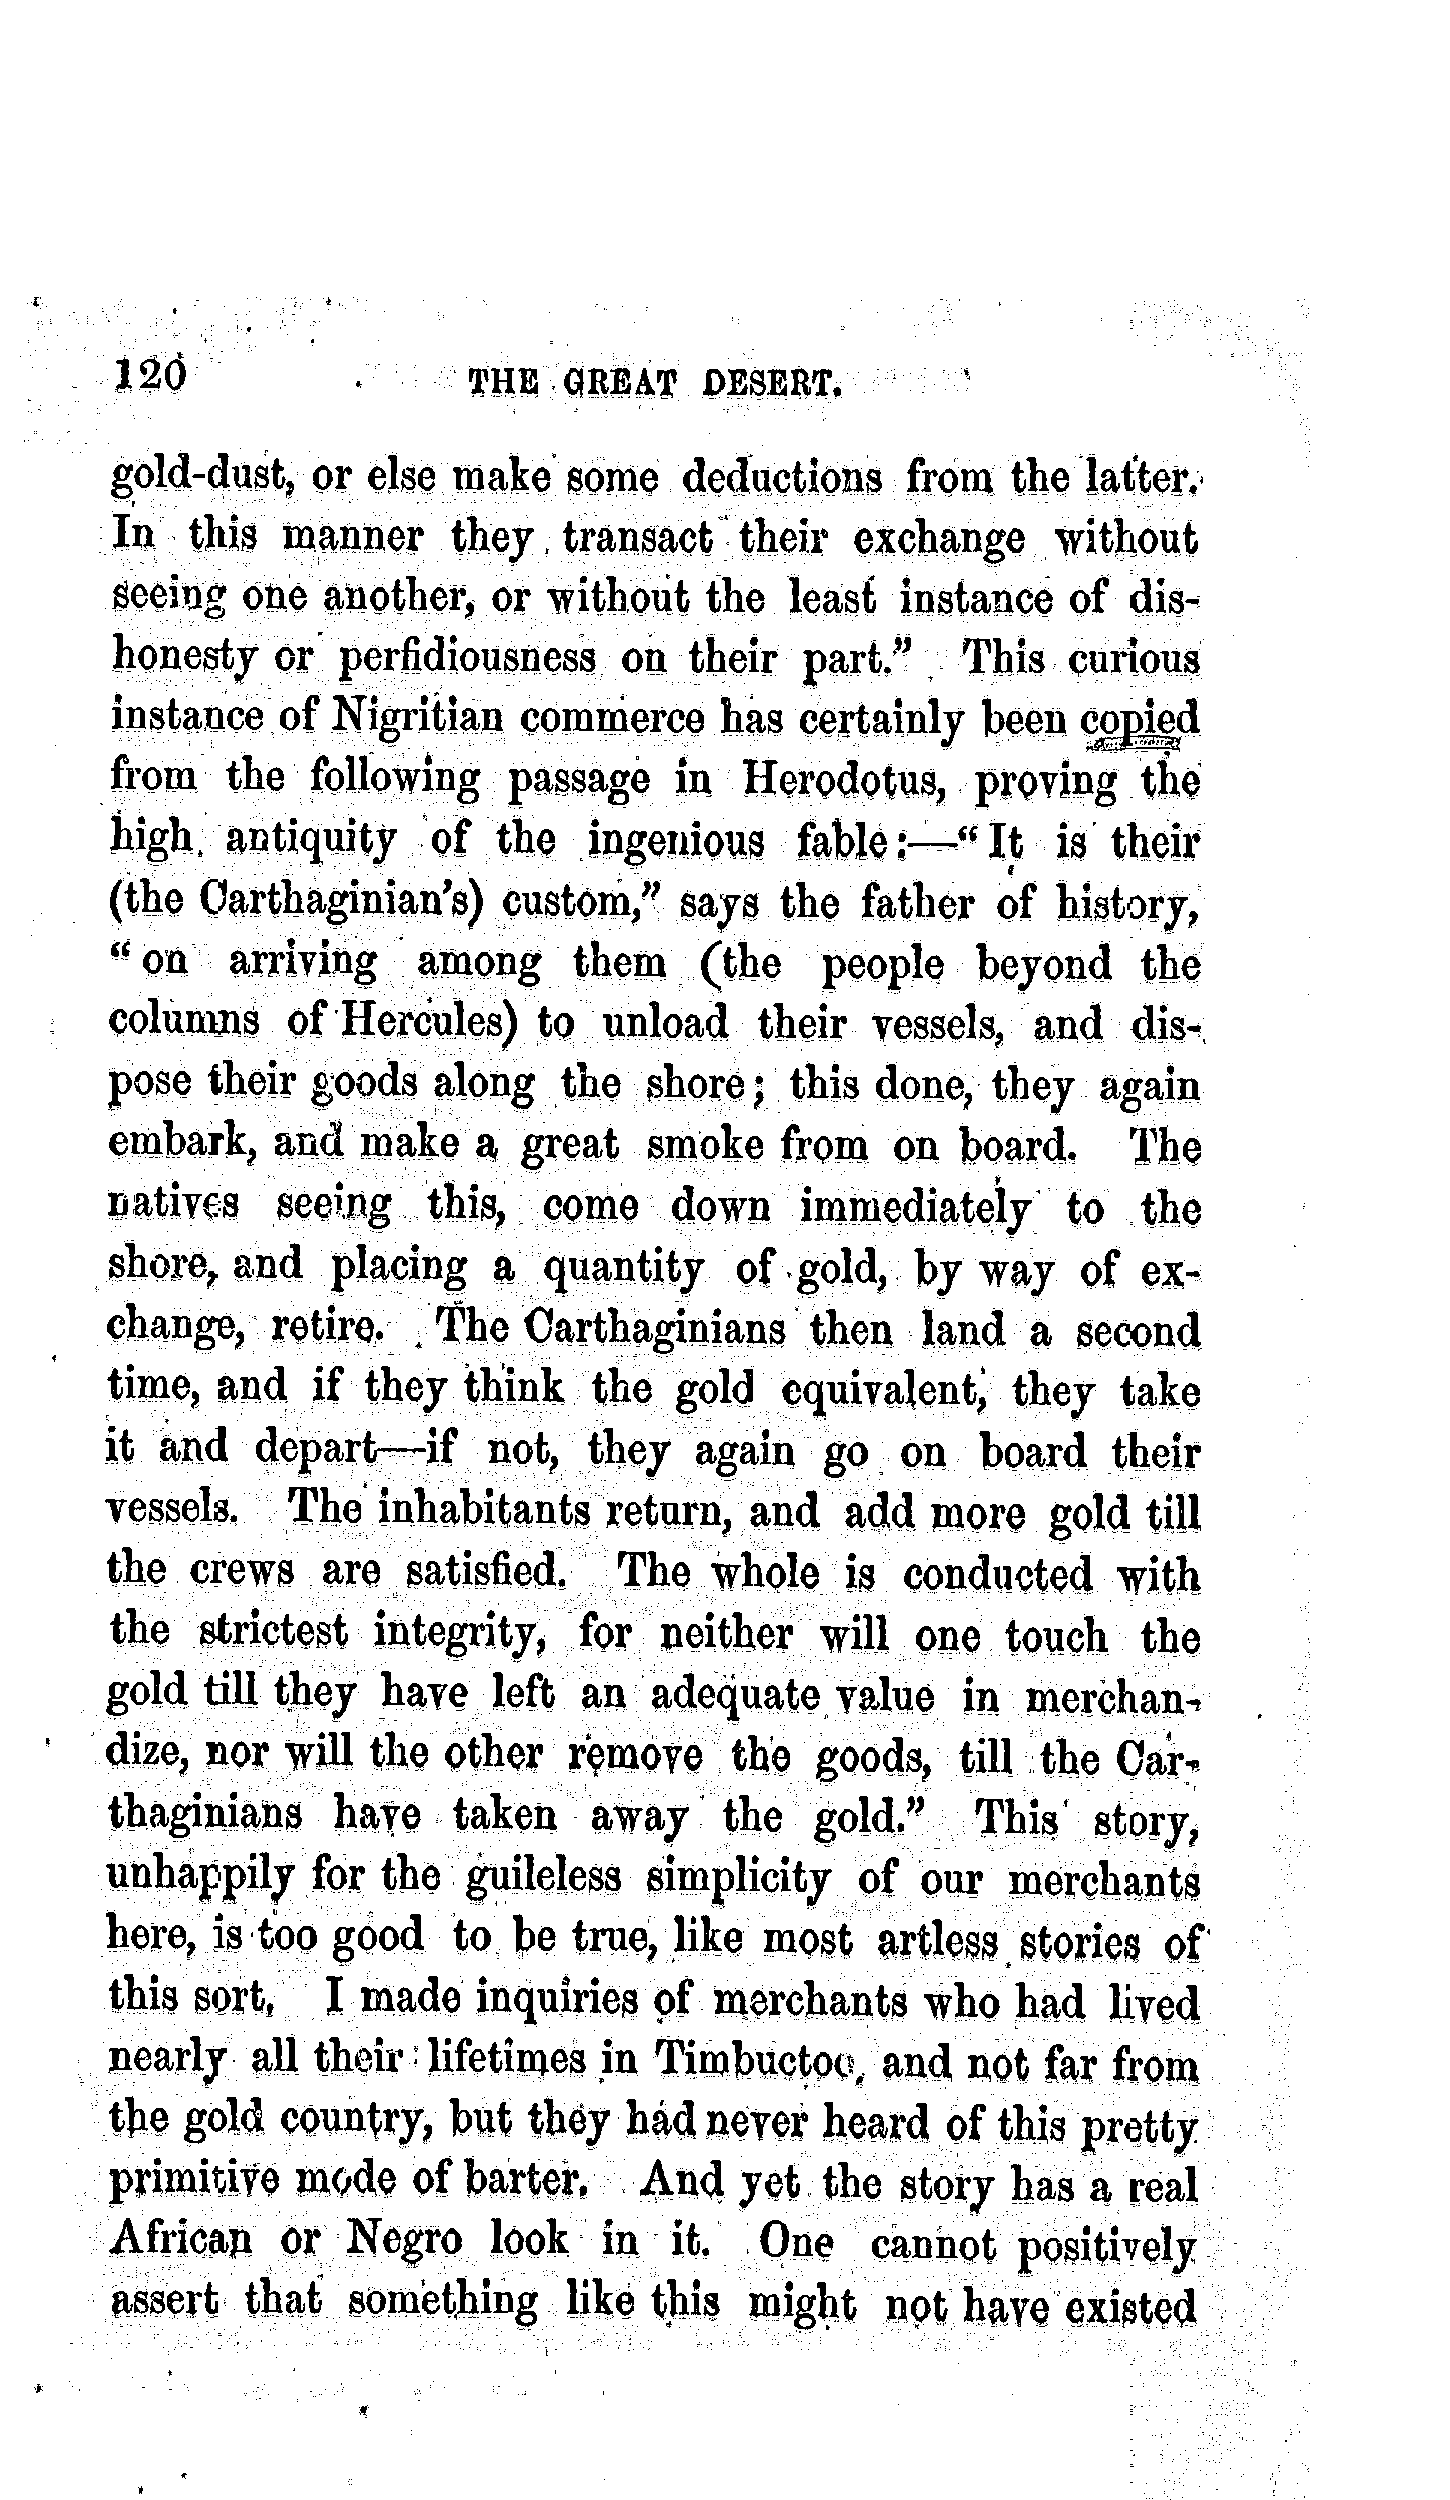 120 THE GREAT DESERT.
gold-dust, or else make some deductions from the latter.
In this manner they transact their exchange without
seeing one another, or without the least instance of dis-
honesty or perfidiousness on their part.” This curious
instance of Nigritian commerce has certainly been copied
from the following passage in Herodotus, proving the
high antiquity of the ingenious fable:—“It is their
(the Carthaginian’s) custom,” says the father of history,
“on arriving among them (the people beyond the
columns of Hercules) to unload their vessels, and dis-
pose their goods along the shore; this done, they again
embark, and make a great smoke from on board. The
natives seeing this, come down immediately to the
shore, and placing a quantity of gold, by way of ex-
change, retire. The Carthaginians then land a second
time, and if they think the gold equivalent, they take
it and depart—if not, they again go on board their
vessels. The inhabitants return, and add more gold till
the crews are satisfied. The whole is conducted with
the strictest integrity, for neither will one touch the
gold till they have left an adequate value in merchan-
dize, nor will the other remove the goods, till the Car-
thaginians have taken away the gold.” This story,
unhappily for the guileless simplicity of our merchants
here, is too good to be true, like most artless stories of
this sort. I made inquiries of merchants who had lived
nearly all their lifetimes in Timbuctoo, and not far from
the gold country, but they had never heard of this pretty
primitive mode of barter. And yet the story has a real
African or Negro look in it. One cannot positively
assert that something like this might not have existed